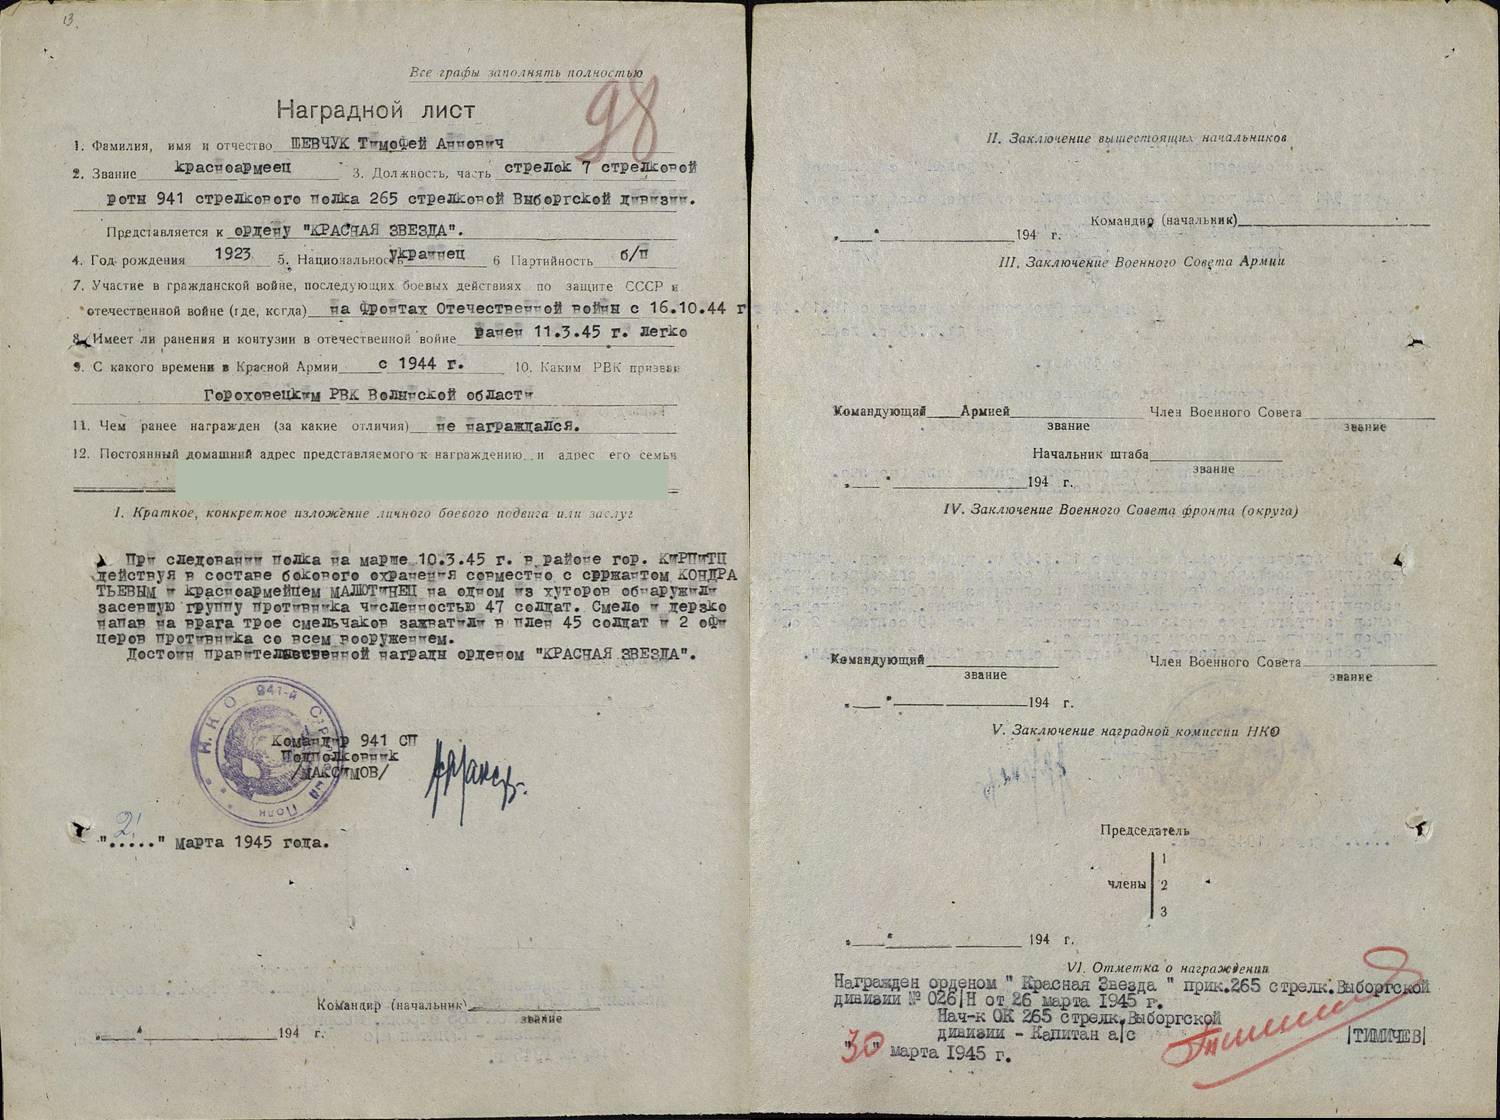 13.
Все графы заполнять полностью
98
Наградной лист
1. Фамилия, имя и отчество ШЕВЧУК Тимофей Аннович
2. Звание красноармеец 3. Должность, часть стрелок 7 стрелковой
роты 941 стрелкового полка 265 стрелковой Выборгской дивизии.
Представляется к ордену "КРАСНАЯ ЗВЕЗДА".
4. Год рождения 1923 5. Национальность украинец 6 Партийность б/п
7. Участие в гражданской войне, последующих боевых действиях по защите СССР и
отечественной войне (где, когда) на Фронтах Отечественной войны с 16.10.44 г
8. Имеет ли ранения и контузии в отечественной войне ранен 11.3.45 г. легко
9. С какого времени в Красной Армии с 1944 г. 10. Каким РВК призван
Гороховецким РВК Волынской области
11. Чем ранее награжден (за какие отличия) не награждался.
12. Постоянный домашний адрес представляемого к награждению и адрес его семьи
I. Краткое, конкретное изложение личного боевого подвига или заслуг
При следовании полка на марше 10.3.45 г. в районе гор. КИРПИТЦ
действуя в составе бокового охранения совместно с сержантом КОНДРА
ТЬЕВЫМ и красноармейцем МАЛЮТИНЕЦ на одном из хуторов обнаружили
засевшую группу противника численностью 47 солдат. Смело и дерзко
напав на врага трое смельчаков захватили в плен 45 солдат и 2 офи
церов противника со всем вооружением.
Достоин правительственной награды орденом "КРАСНАЯ ЗВЕЗДА".
Н. К. О 941-й Стрелковый Полк
Командир 941 СП
Подполковник
/МАКСИМОВ/
"21" марта 1945 года.
Командир (начальник)
звание
" " 194 г.
II. Заключение вышестоящих начальников
Командир (начальник)
" " 194 г.
III. Заключение Военного Совета Армии
Командующий Армией Член Военного Совета
звание звание
Начальник штаба
звание
" " 194 г.
IV. Заключение Военного Совета фронта (округа)
Командующий Член Военного Совета
звание звание
" " 194 г.
V. Заключение наградной комиссии НКО
Председатель
члены
1
2
3
" " 194 г.
VI. Отметка о награждении
Награжден орденом " Красная Звезда " прик.265 стрелк.Выборгской
дивизии № 026/Н от 26 марта 1945 г.
Нач-к ОК 265 стрелк.Выборгской
дивизии - Капитан а/с |ТИМИЧЕВ|
"30" марта 1945 г.